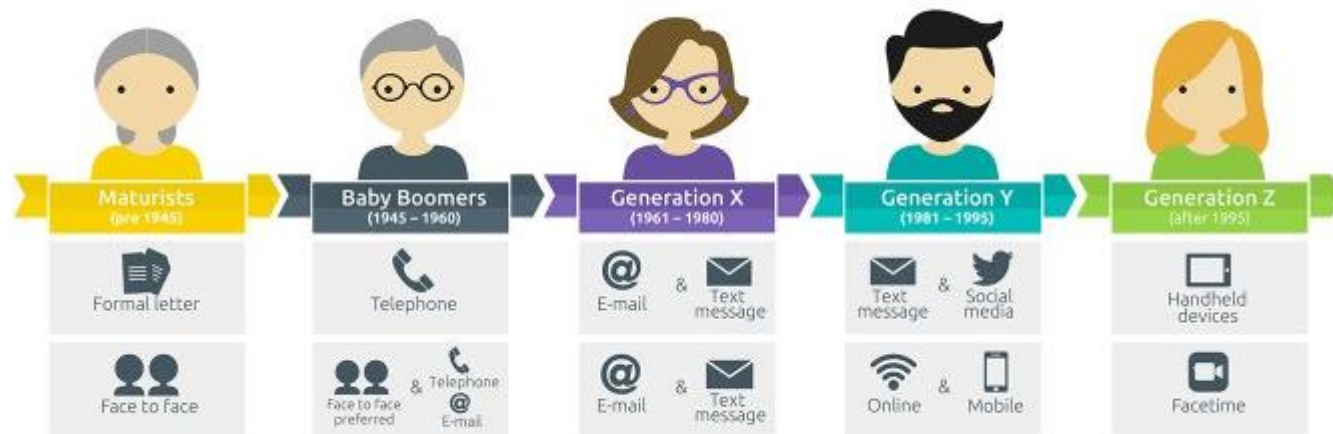 Maturists
(pre 1945)
Baby Boomers
(1945 – 1960)
Generation X
(1961 – 1980)
Generation Y
(1981 – 1995)
Generation Z
(after 1995)
Formal letter
Telephone
@ & 
E-mail
Text
message
&
Text
message
Social
media
Handheld
devices
Face to face
Face to face
preferred
&
Telephone
@
E-mail
@ &
E-mail
Text
message
&
Online
Mobile
Facetime